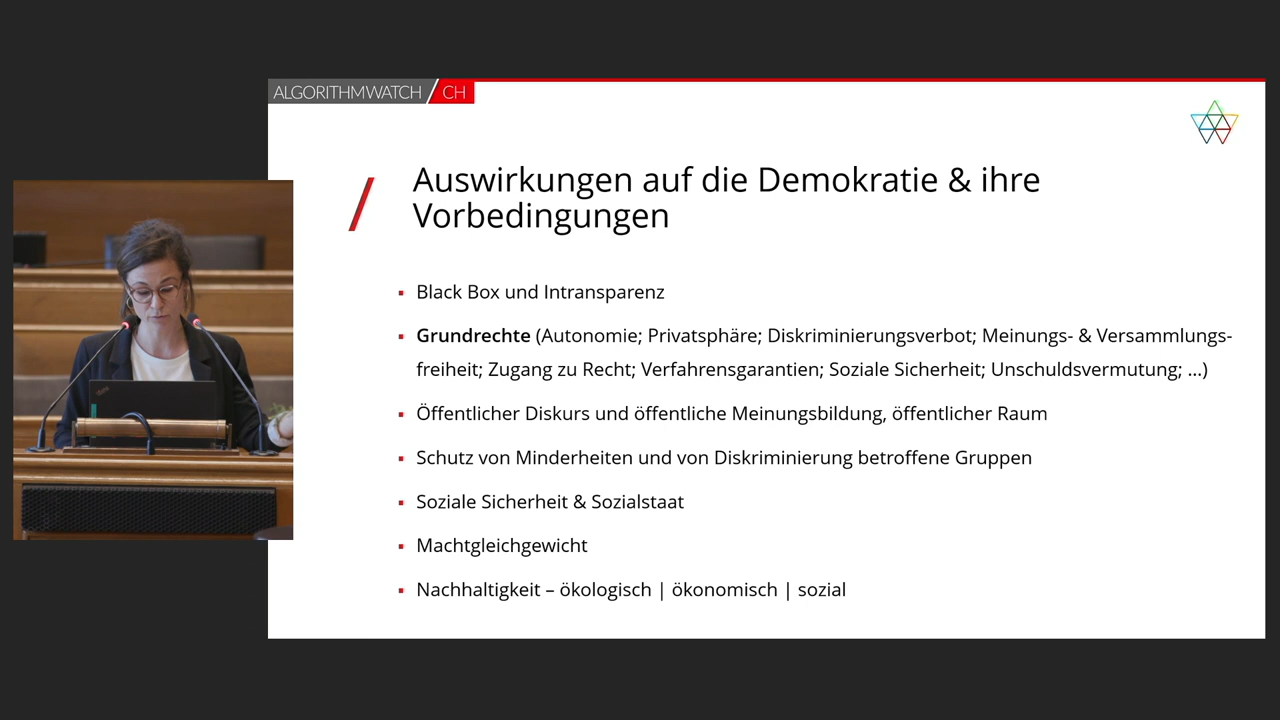 ALGORITHMWATCH / CH
Auswirkungen auf die Demokratie & ihre
Vorbedingungen
▪ Black Box und Intransparenz
▪ Grundrechte (Autonomie; Privatsphäre; Diskriminierungsverbot; Meinungs- & Versammlungs-
freiheit; Zugang zu Recht; Verfahrensgarantien; Soziale Sicherheit; Unschuldsvermutung; ...)
▪ Öffentlicher Diskurs und öffentliche Meinungsbildung, öffentlicher Raum
▪ Schutz von Minderheiten und von Diskriminierung betroffene Gruppen
▪ Soziale Sicherheit & Sozialstaat
▪ Machtgleichgewicht
▪ Nachhaltigkeit – ökologisch | ökonomisch | sozial